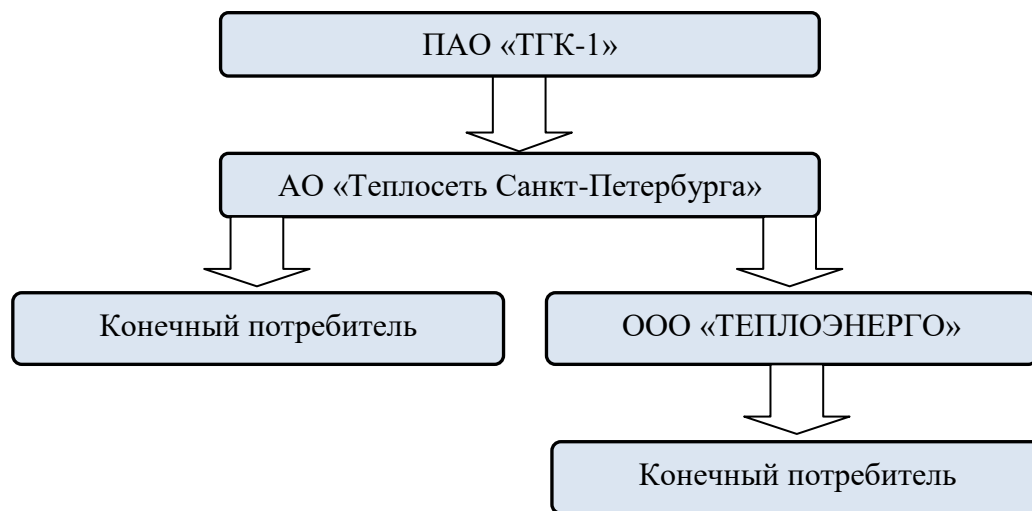 ПАО «ТГК-1»
АО «Теплосеть Санкт-Петербурга»
Конечный потребитель
ООО «ТЕПЛОЭНЕРГО»
Конечный потребитель